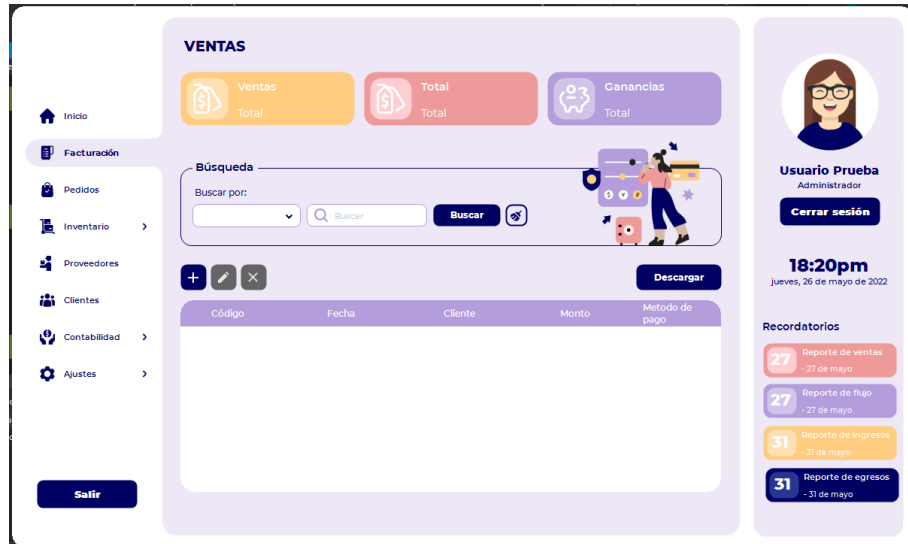 Inicio
Facturación
Pedidos
Inventario
Proveedores
Clientes
Contabilidad
Ajustes
Salir
VENTAS
Ventas
Total
Total
Total
Ganancias
Total
Búsqueda
Buscar por:
Buscar
Buscar
Descargar
Código
Fecha
Cliente
Monto
Metodo de
pago
Usuario Prueba
Administrador
Cerrar sesión
18:20pm
jueves, 26 de mayo de 2022
Recordatorios
27
Reporte de ventas
- 27 de mayo
27
Reporte de flujo
- 27 de mayo
31
Reporte de ingresos
- 31 de mayo
31
Reporte de egresos
- 31 de mayo